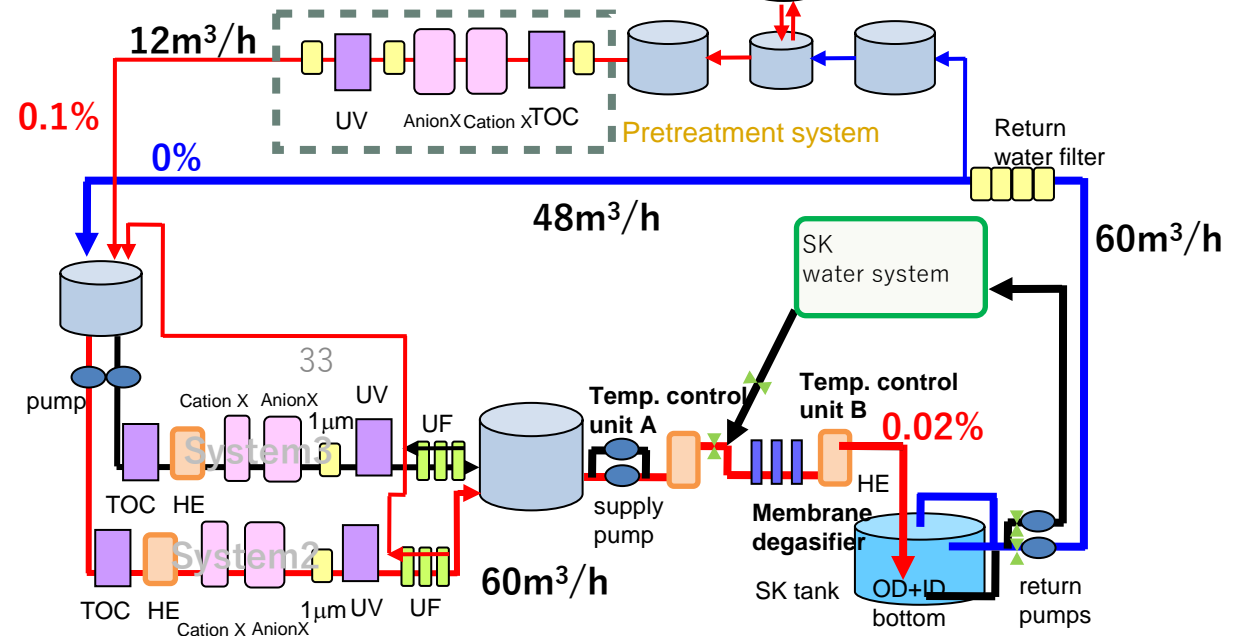 12m³/h
0.1%
UV
AnionX
Cation X
TOC
Pretreatment system
Return
water filter
0%
48m³/h
60m³/h
SK
water system
33
pump
Cation X
AnionX
1μm
UV
UF
System3
TOC
HE
Temp. control
unit A
Temp. control
unit B
0.02%
HE
supply
pump
Membrane
degasifier
System2
TOC
HE
Cation X
AnionX
1μm
UV
UF
60m³/h
SK tank
OD+ID
bottom
return
pumps